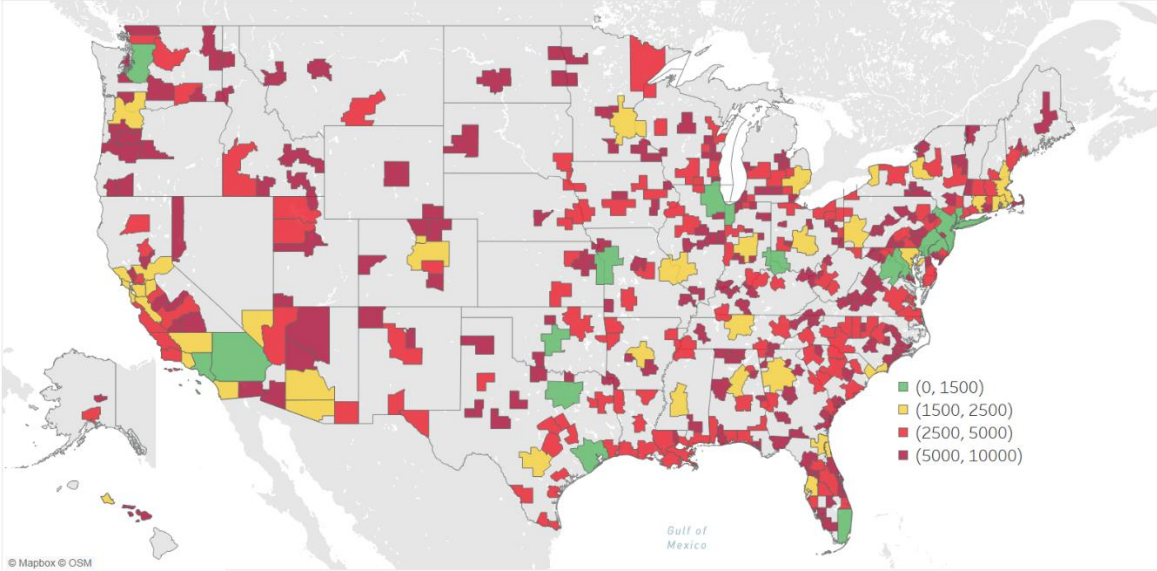 (0, 1500)
(1500, 2500)
(2500, 5000)
(5000, 10000)
Gulf of
Mexico
© Mapbox © OSM